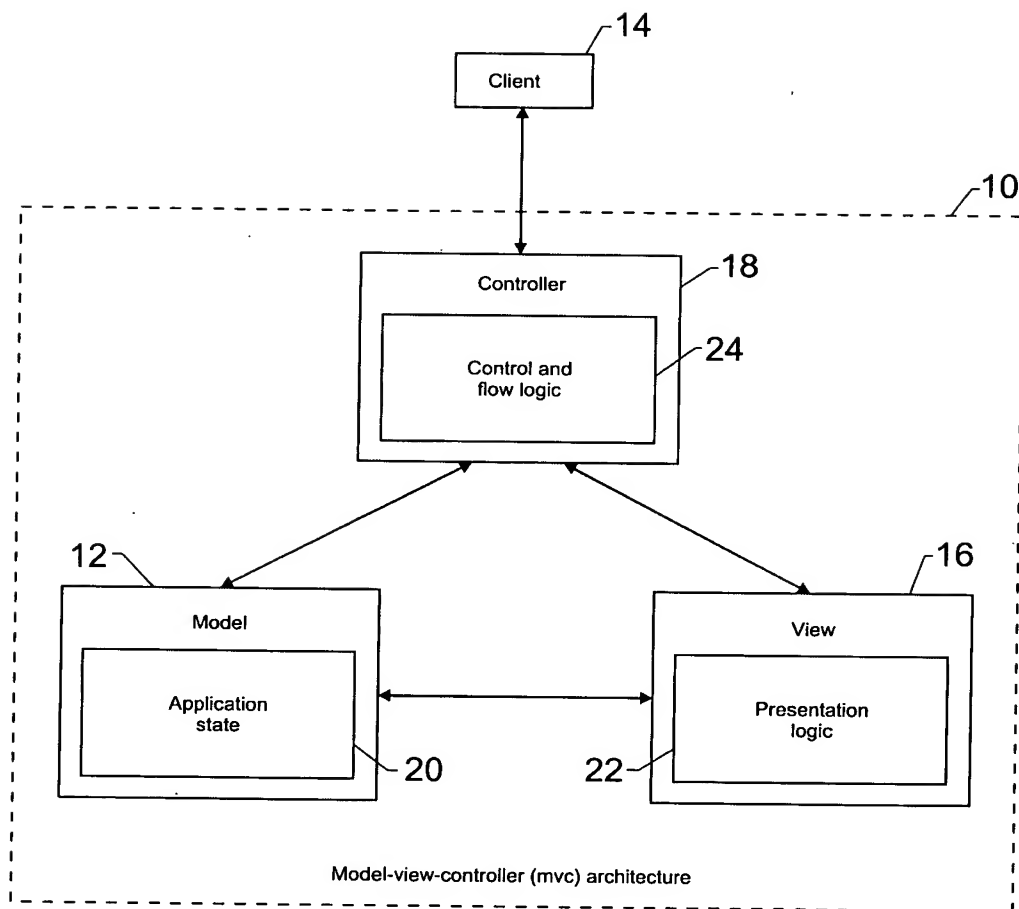 14
Client
10
Controller
18
Control and
flow logic
24
12
Model
Application
state
20
16
View
Presentation
logic
22
Model-view-controller (mvc) architecture